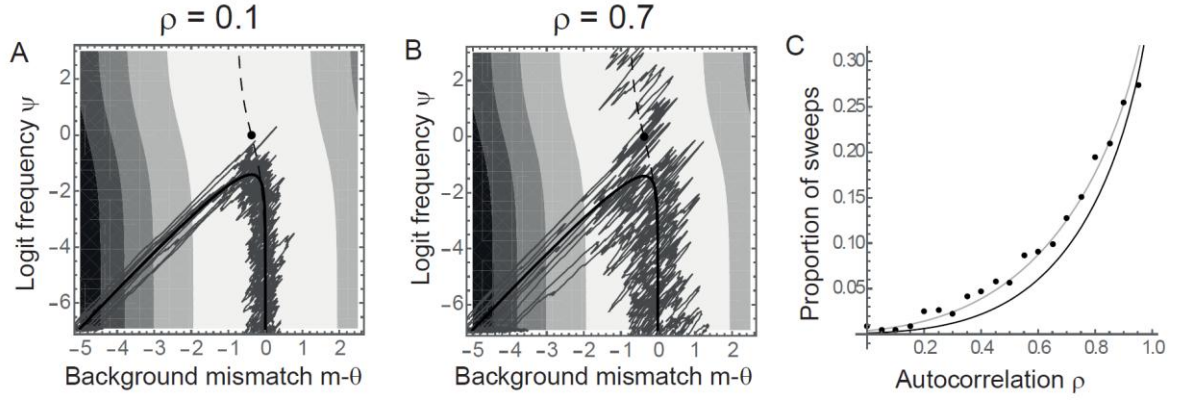 ρ = 0.1
ρ = 0.7
A
B
C
2
0
−2
−4
−6
Logit frequency ψ
−5 −4 −3 −2 −1 0 1 2
Background mismatch m-θ
2
0
−2
−4
−6
Logit frequency ψ
−5 −4 −3 −2 −1 0 1 2
Background mismatch m-θ
0.30
0.25
0.20
0.15
0.10
0.05
Proportion of sweeps
0.2 0.4 0.6 0.8 1.0
Autocorrelation ρ